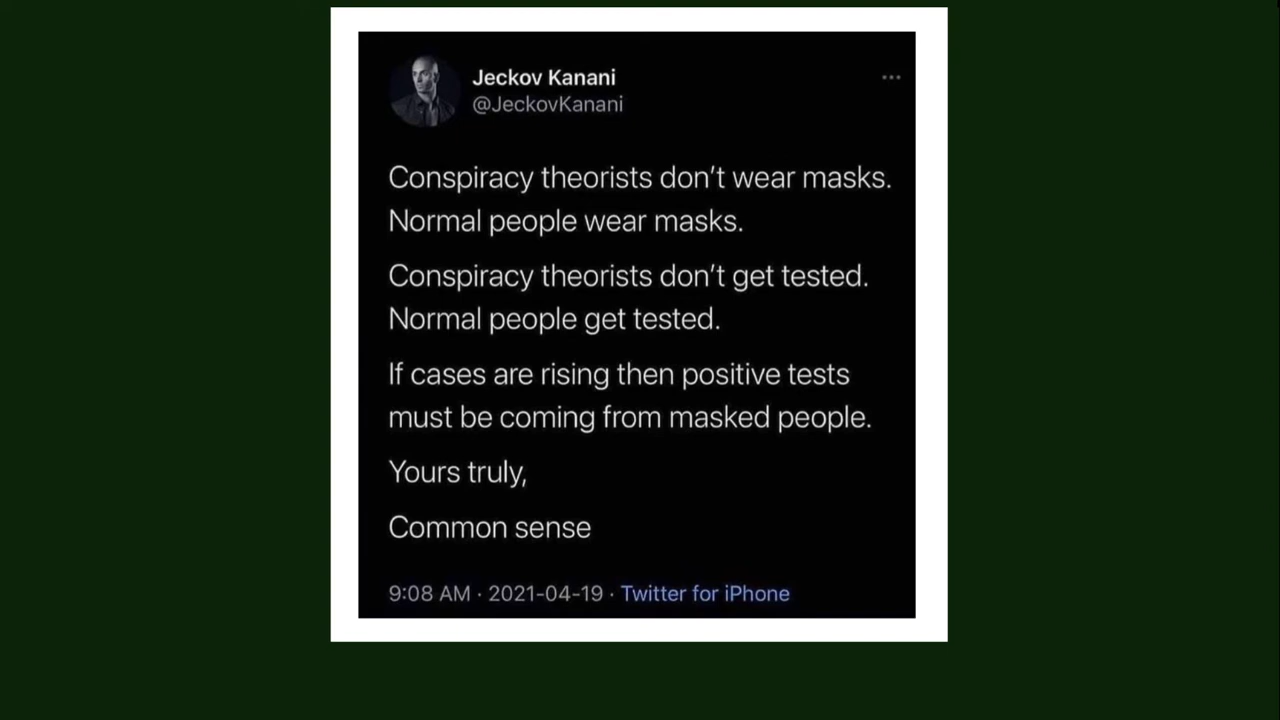 Jeckov Kanani
@JeckovKanani
Conspiracy theorists don't wear masks.
Normal people wear masks.
Conspiracy theorists don't get tested.
Normal people get tested.
If cases are rising then positive tests
must be coming from masked people.
Yours truly,
Common sense
9:08 AM · 2021-04-19 · Twitter for iPhone